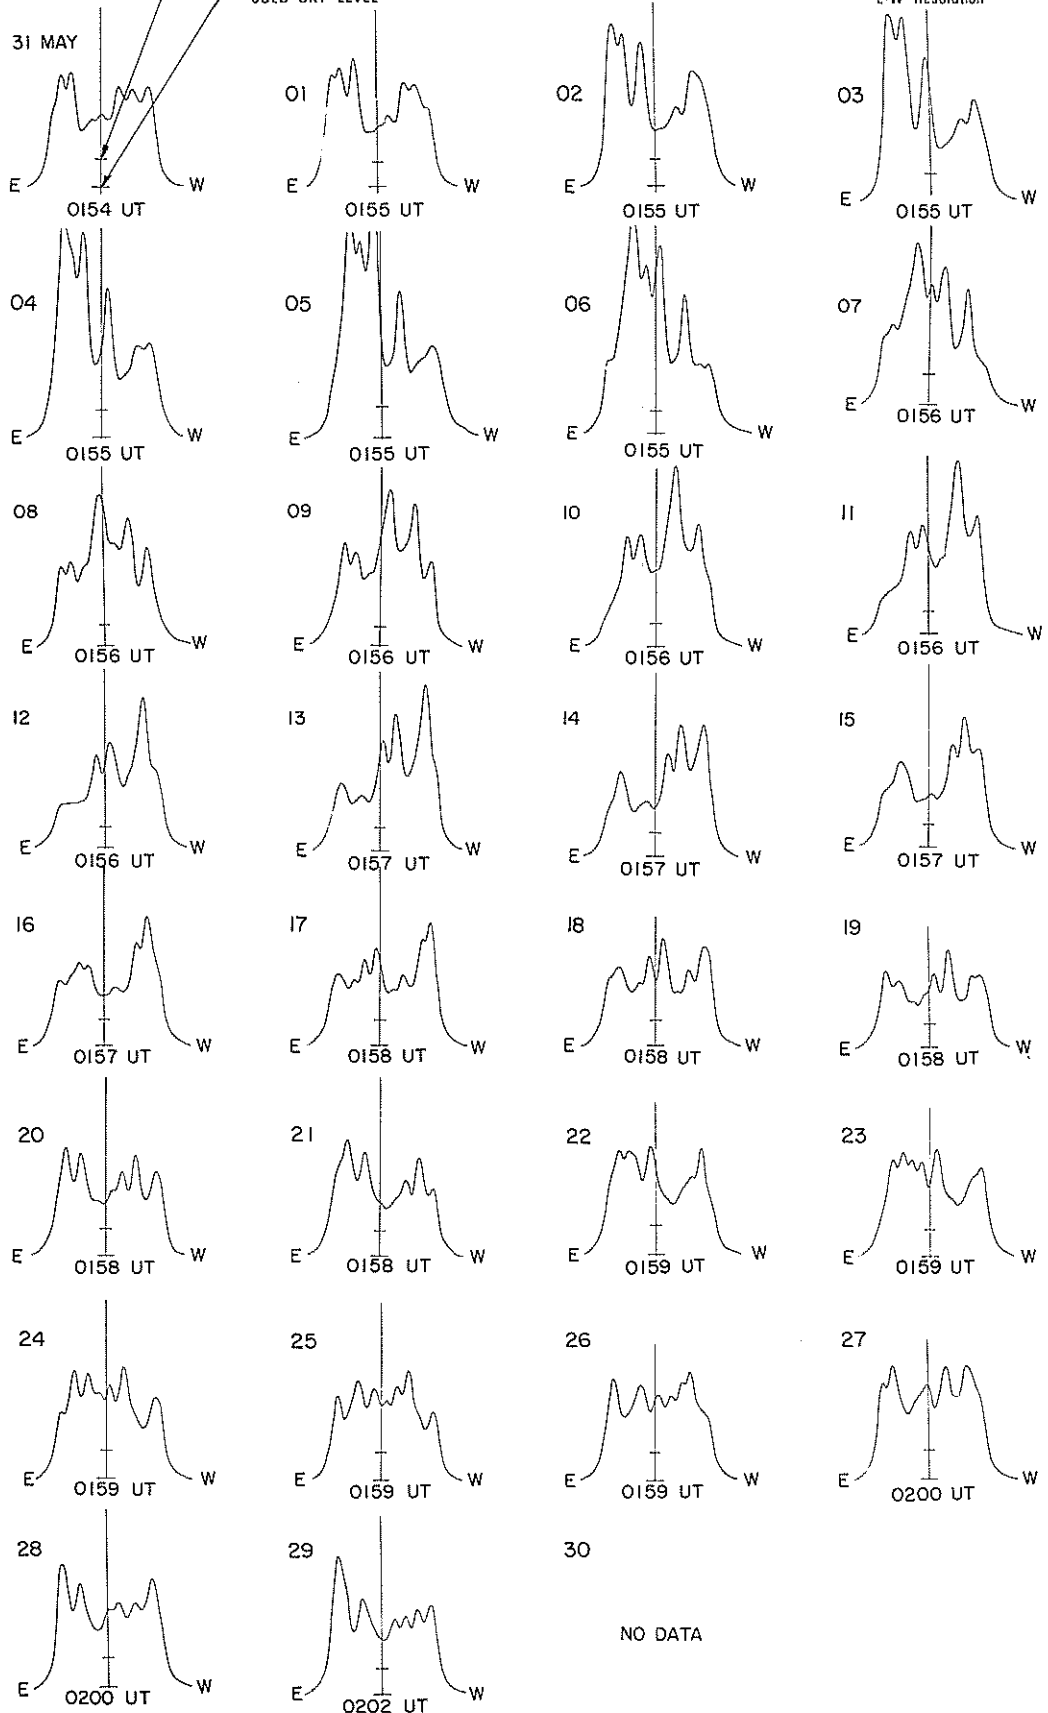 COLD SKY LEVEL
E-W Resolution
31 MAY
01
02
03
E W E W E W E W
0154 UT 0155 UT 0155 UT 0155 UT
04
05
06
07
E W E W E W E W
0155 UT 0155 UT 0155 UT 0156 UT
08
09
10
11
E W E W E W E W
0156 UT 0156 UT 0156 UT 0156 UT
12
13
14
15
E W E W E W E W
0156 UT 0157 UT 0157 UT 0157 UT
16
17
18
19
E W E W E W E W
0157 UT 0158 UT 0158 UT 0158 UT
20
21
22
23
E W E W E W E W
0158 UT 0158 UT 0159 UT 0159 UT
24
25
26
27
E W E W E W E W
0159 UT 0159 UT 0159 UT 0200 UT
28
29
30
NO DATA
E W E W
0200 UT 0202 UT